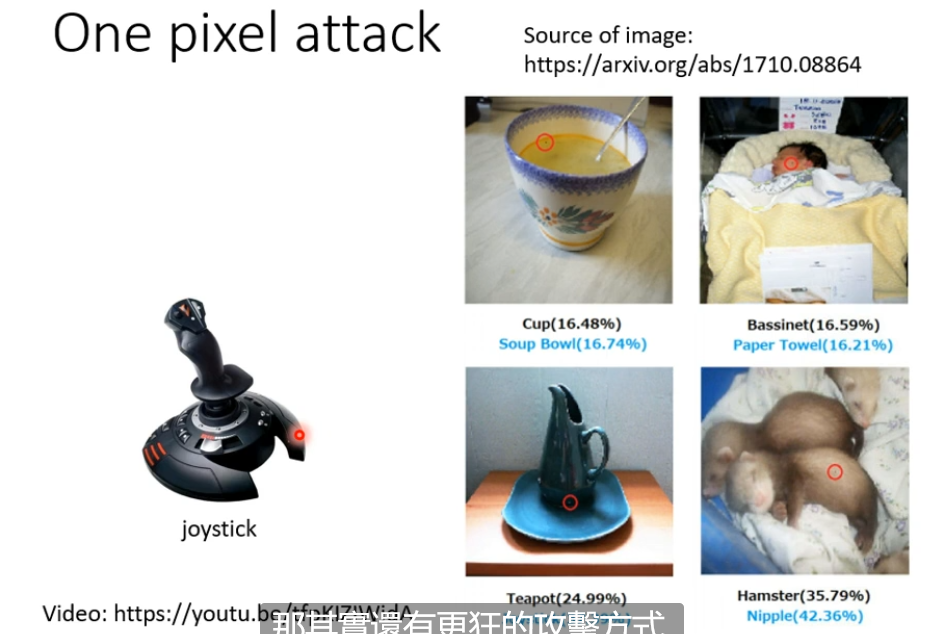 One pixel attack
Source of image:
https://arxiv.org/abs/1710.08864
Cup(16.48%)
Soup Bowl(16.74%)
Bassinet(16.59%)
Paper Towel(16.21%)
joystick
Teapot(24.99%)
Hamster(35.79%)
Nipple(42.36%)
Video: https://youtu.be/
那其實還有更狂的攻擊方式